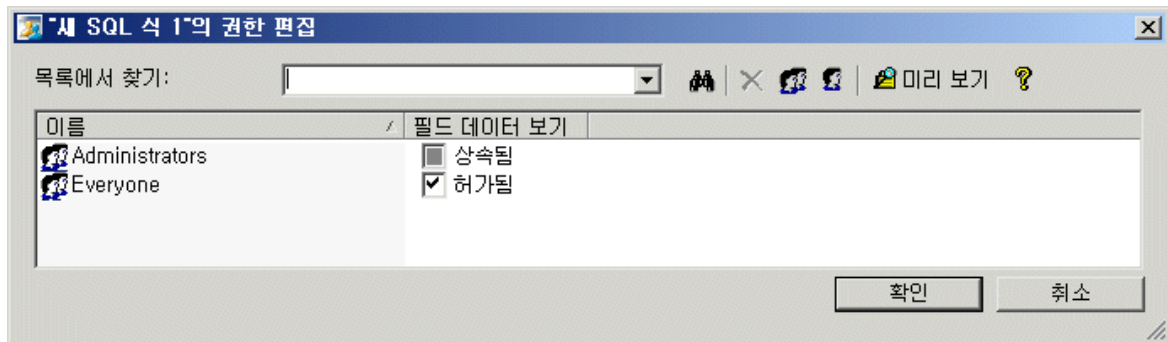 "새 SQL 식 1"의 권한 편집
목록에서 찾기:
미리 보기
이름 필드 데이터 보기
Administrators 상속됨
Everyone 허가됨
확인 취소